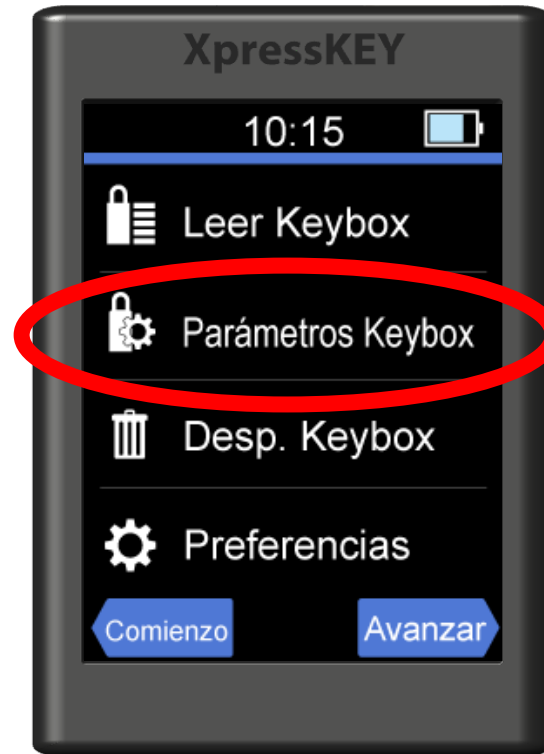 XpressKEY
10:15
Leer Keybox
Parámetros Keybox
Desp. Keybox
Preferencias
Comienzo Avanzar